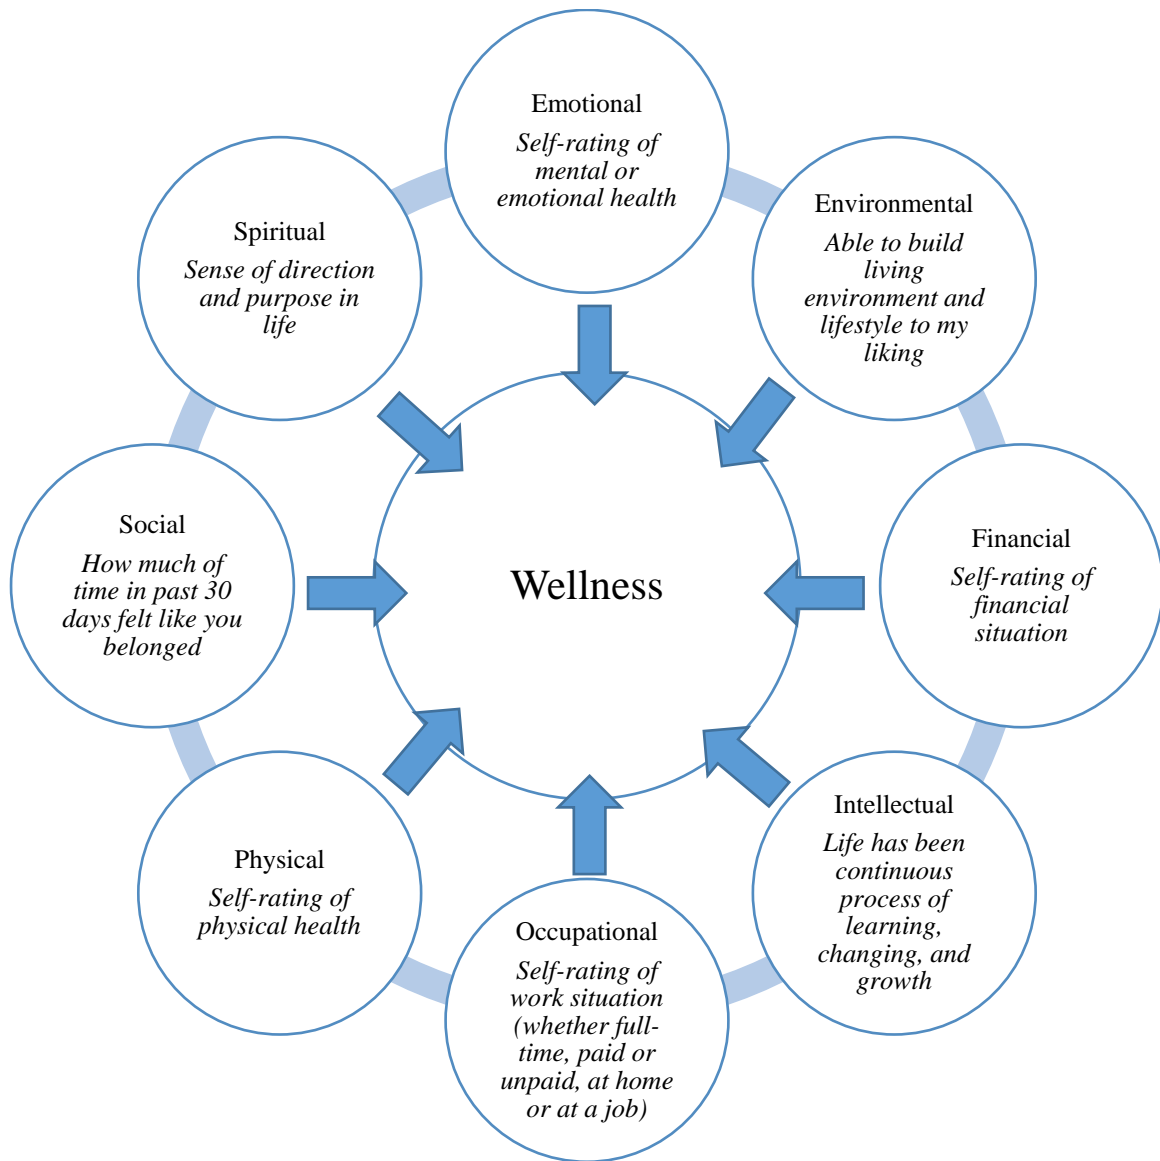 Emotional
Self-rating of
mental or
emotional health
Environmental
Able to build
living
environment and
lifestyle to my
liking
Financial
Self-rating of
financial
situation
Intellectual
Life has been
continuous
process of
learning,
changing, and
growth
Occupational
Self-rating of
work situation
(whether full-
time, paid or
unpaid, at home
or at a job)
Physical
Self-rating of
physical health
Social
How much of
time in past 30
days felt like you
belonged
Spiritual
Sense of direction
and purpose in
life
Wellness